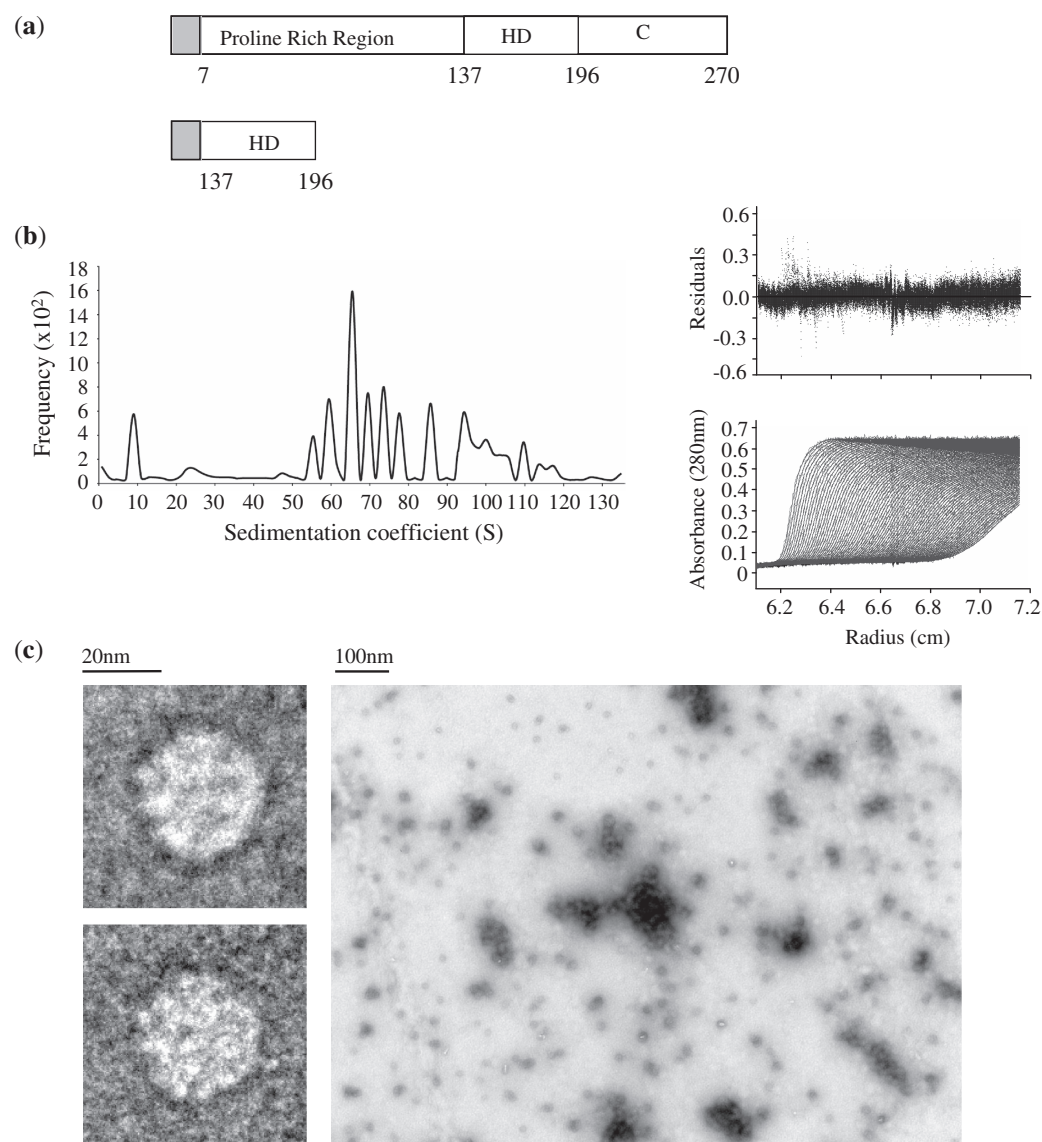 (a)
Proline Rich Region HD C
7 137 196 270
HD
137 196
(b)
Frequency (x10²)
18
16
14
12
10
8
6
4
2
0
0 10 20 30 40 50 60 70 80 90 100 110 120 130
Sedimentation coefficient (S)
Residuals
0.6
0.3
0.0
-0.3
-0.6
Absorbance (280nm)
0.7
0.6
0.5
0.4
0.3
0.2
0.1
0
6.2 6.4 6.6 6.8 7.0 7.2
Radius (cm)
(c)
20nm 100nm